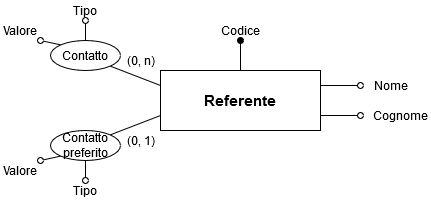 Tipo
Valore
Codice
Contatto
(0, n)
Referente
Nome
Cognome
Contatto
preferito
(0, 1)
Valore
Tipo